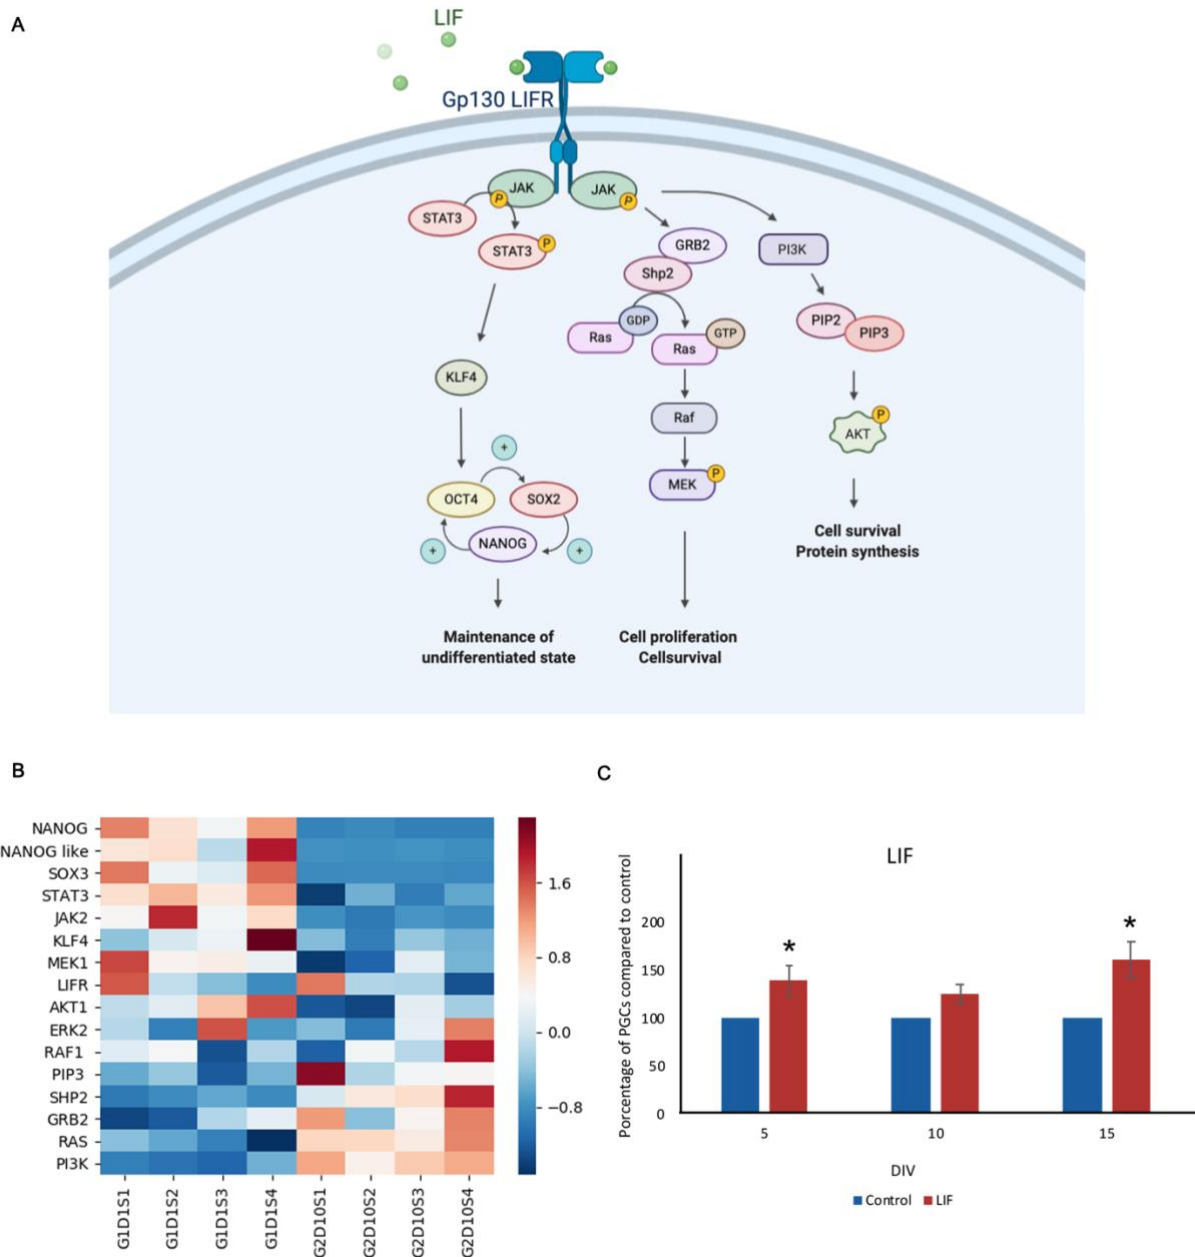 A
LIF
Gp130 LIFR
JAK
JAK
P
P
STAT3
STAT3
P
GRB2
Shp2
PI3K
GDP
Ras
GTP
Ras
PIP2
PIP3
KLF4
Raf
P
AKT
+
P
MEK
OCT4
SOX2
NANOG
+
+
Cell survival
Protein synthesis
Maintenance of
undifferentiated state
Cell proliferation
Cellsurvival
B
NANOG
NANOG like
SOX3
STAT3
JAK2
KLF4
MEK1
LIFR
AKT1
ERK2
RAF1
PIP3
SHP2
GRB2
RAS
PI3K
1.6
0.8
0.0
−0.8
G1D1S1
G1D1S2
G1D1S3
G1D1S4
G2D10S1
G2D10S2
G2D10S3
G2D10S4
C
LIF
Porcentage of PGCs compared to control
200
150
100
50
0
*
*
5
10
15
DIV
Control
LIF